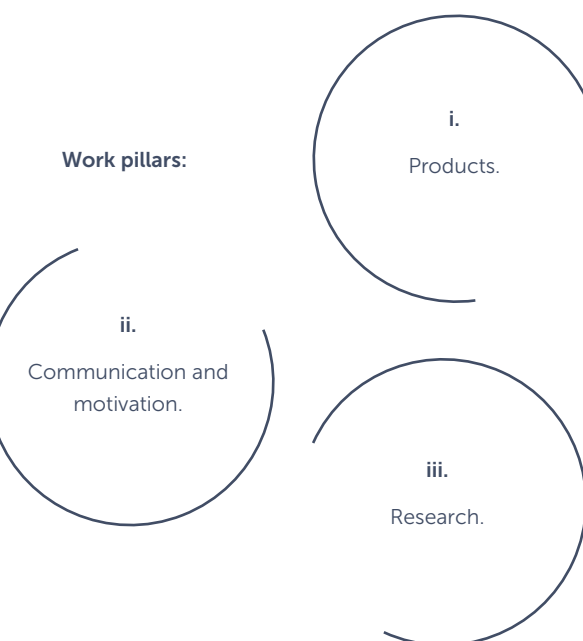 Work pillars:
i.
Products.
ii.
Communication and
motivation.
iii.
Research.